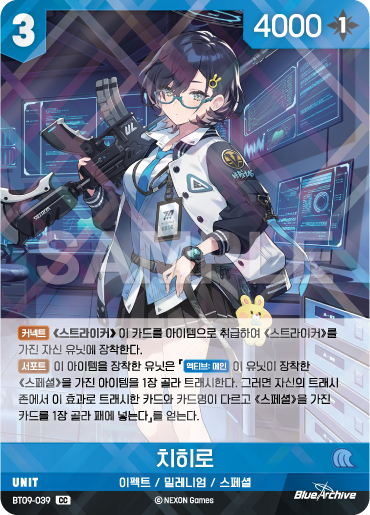 3
4000 1
UL
SAMPLE
커넥트 《스트라이커》 이 카드를 아이템으로 취급하여 《스트라이커》를
가진 자신 유닛에 장착한다.
서포트 이 아이템을 장착한 유닛은 「액티브: 메인 이 유닛이 장착한
《스페셜》을 가진 아이템을 1장 골라 트래시한다. 그러면 자신의 트래시
존에서 이 효과로 트래시한 카드와 카드명이 다르고 《스페셜》을 가진
카드를 1장 골라 패에 넣는다」를 얻는다.
치히로
UNIT
이펙트 / 밀레니엄 / 스페셜
BT09-039 CC
© NEXON Games
BlueArchive